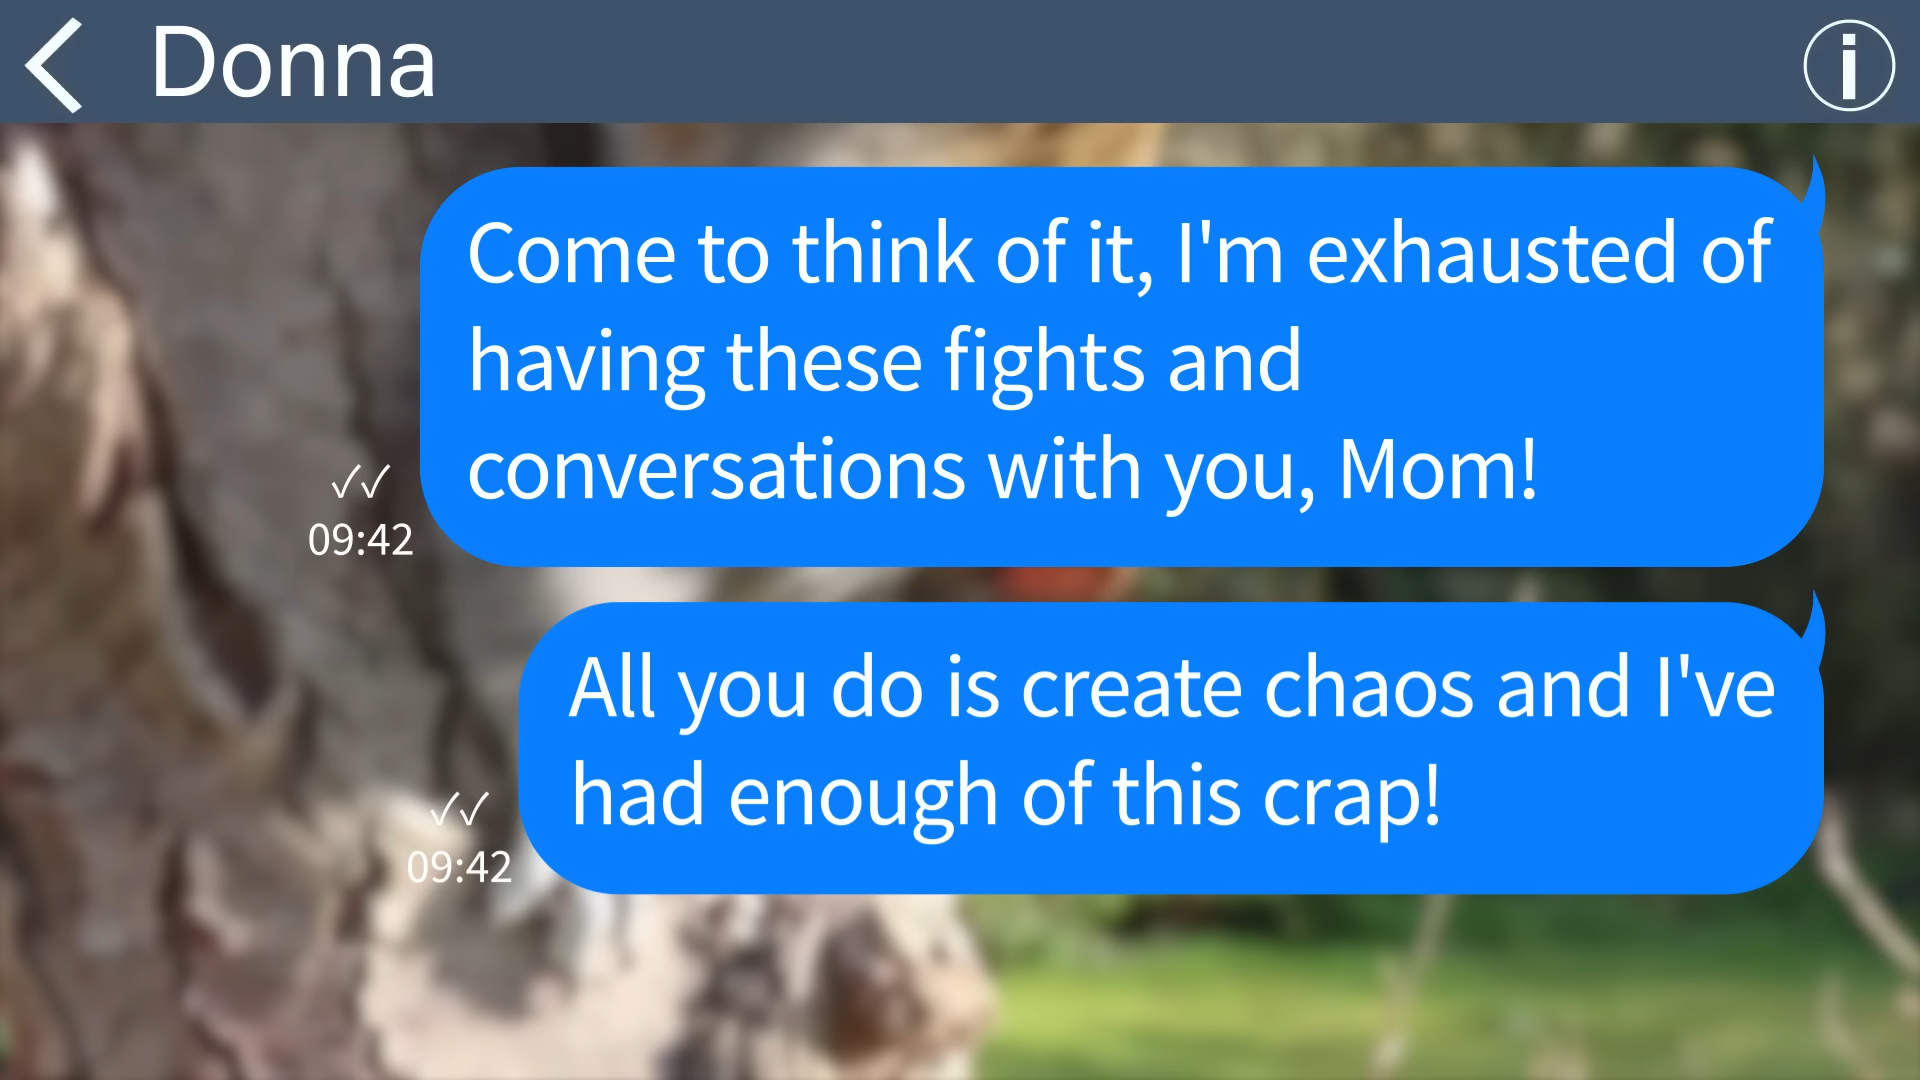 Donna
Come to think of it, I'm exhausted of
having these fights and
conversations with you, Mom!
✓✓
09:42
All you do is create chaos and I've
had enough of this crap!
✓✓
09:42